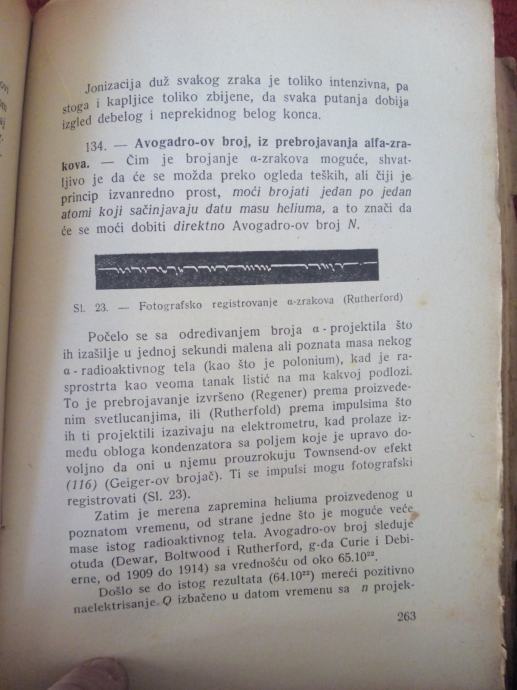 Jonizacija duž svakog zraka je toliko intenzivna, pa
stoga i kapljice toliko zbijene, da svaka putanja dobija
izgled debelog i neprekidnog belog konca.
134. — Avogadro-ov broj, iz prebrojavanja alfa-zra-
kova. — Čim je brojanje α-zrakova moguće, shvat-
ljivo je da će se možda preko ogleda teških, ali čiji je
princip izvanredno prost, moći brojati jedan po jedan
atomi koji sačinjavaju datu masu heliuma, a to znači da
će se moći dobiti direktno Avogadro-ov broj N.
Sl. 23. — Fotografsko registrovanje α-zrakova (Rutherford)
Počelo se sa odredivanjem broja α-projektila što
ih izašilje u jednoj sekundi malena ali poznata masa nekog
α-radioaktivnog tela (kao što je polonium), kad je ra-
sprostrta kao veoma tanak listić na ma kakvoj podlozi.
To je prebrojavanje izvršeno (Regener) prema proizvede-
nim svetlucanjima, ili (Rutherfold) prema impulsima što
ih ti projektili izazivaju na elektrometru, kad prolaze iz-
medu obloga kondenzatora sa poljem koje je upravo do-
voljno da oni u njemu prouzrokuju Townsend-ov efekt
(116) (Geiger-ov brojač). Ti se impulsi mogu fotografski
registrovati (Sl. 23).
Zatim je merena zapremina heliuma proizvedenog u
poznatom vremenu, od strane jedne što je moguće veće
mase istog radioaktivnog tela. Avogadro-ov broj sleduje
otuda (Dewar, Boltwood i Rutherford, g-da Curie i Debi-
erne, od 1909 do 1914) sa vrednošću od oko 65.10²².
Došlo se do istog rezultata (64.10²²) mereći pozitivno
naelektrisanje Q izbačeno u datom vremenu sa n projek-
263